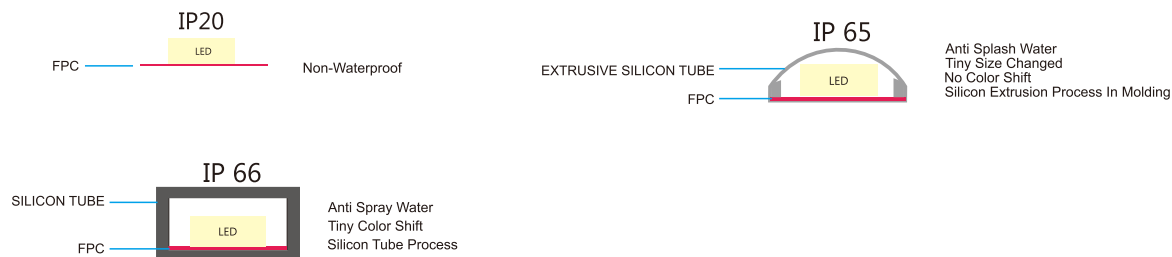 IP20
LED
FPC
Non-Waterproof
IP 65
EXTRUSIVE SILICON TUBE
LED
FPC
Anti Splash Water
Tiny Size Changed
No Color Shift
Silicon Extrusion Process In Molding
IP 66
SILICON TUBE
LED
FPC
Anti Spray Water
Tiny Color Shift
Silicon Tube Process